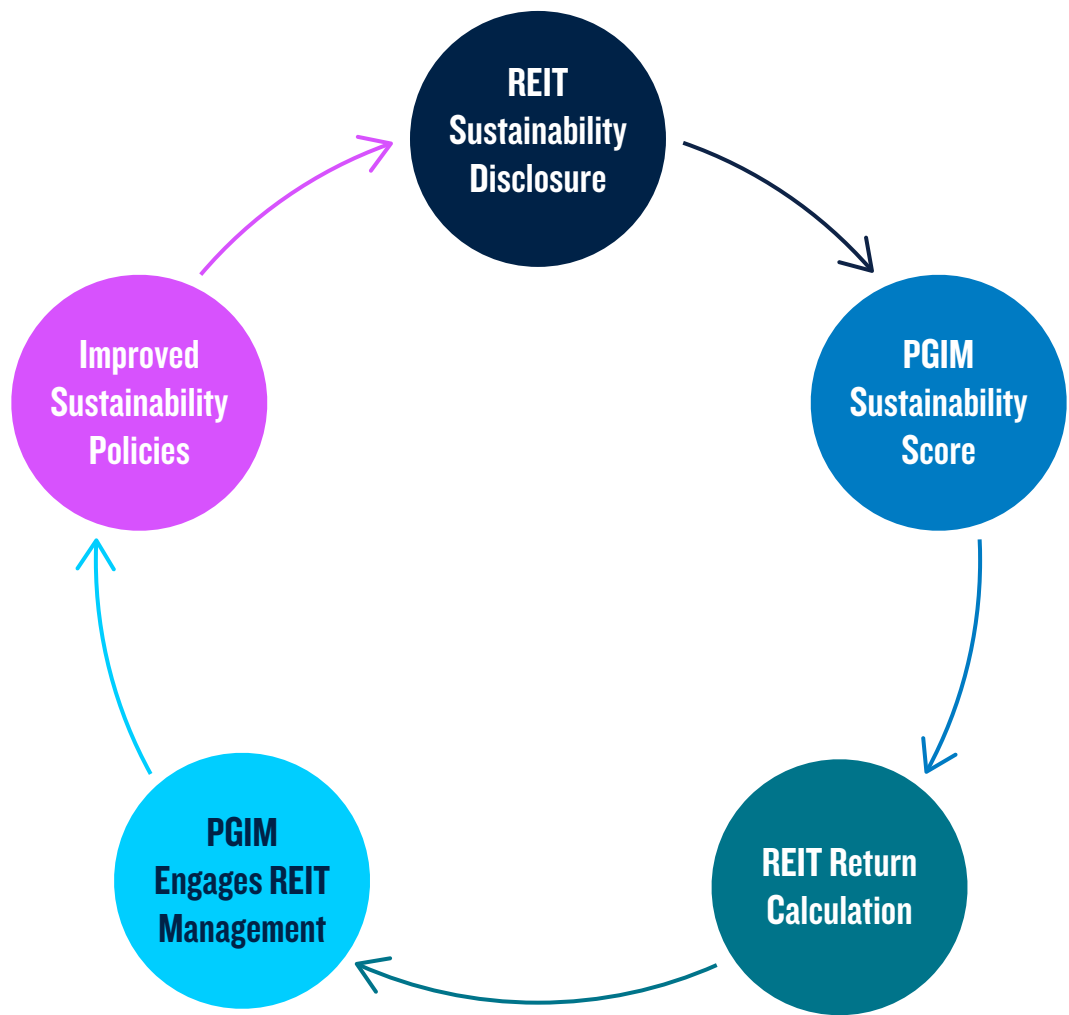 REIT
Sustainability
Disclosure
PGIM
Sustainability
Score
REIT Return
Calculation
PGIM
Engages REIT
Management
Improved
Sustainability
Policies